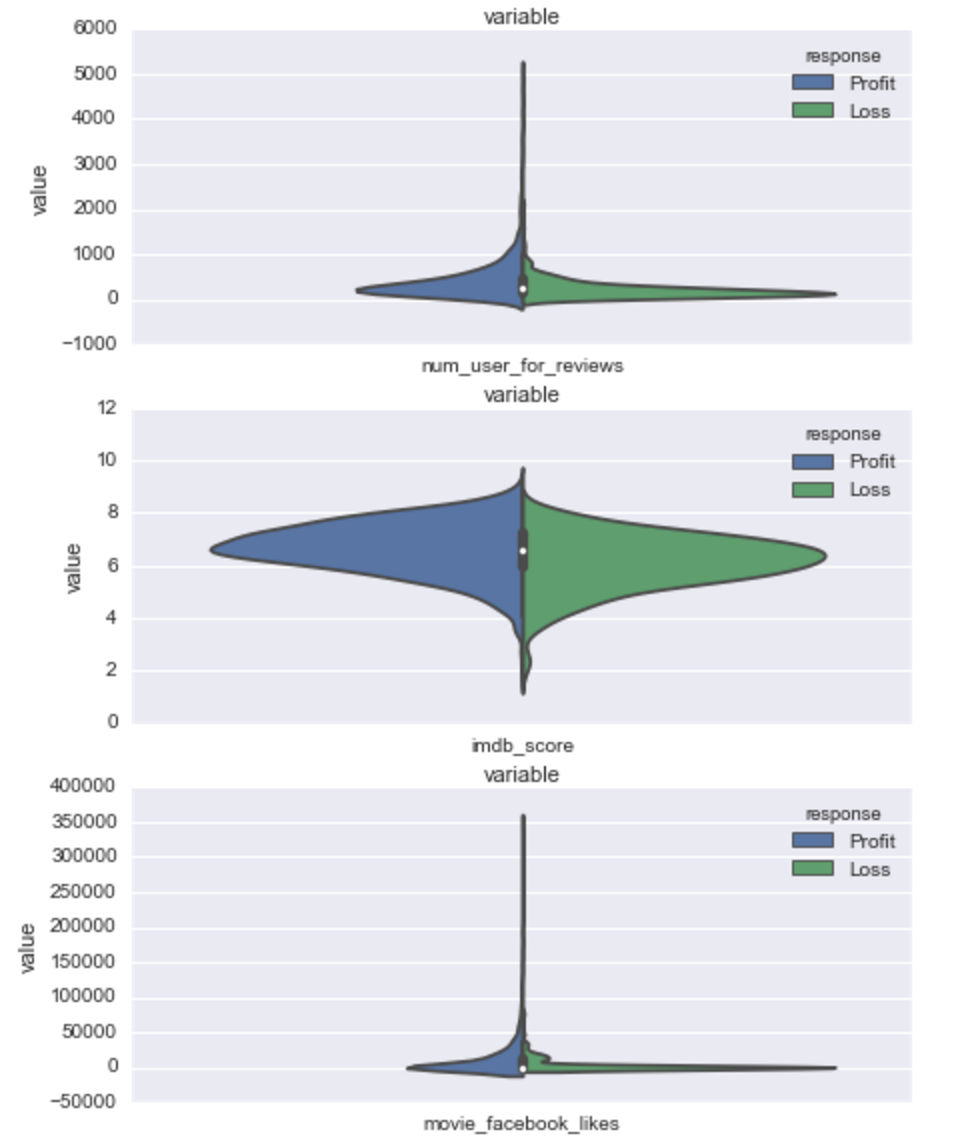 variable
6000
5000
4000
3000
2000
1000
0
−1000
value
response
Profit
Loss
num_user_for_reviews
variable
12
10
8
6
4
2
0
value
response
Profit
Loss
imdb_score
variable
400000
350000
300000
250000
200000
150000
100000
50000
0
−50000
value
response
Profit
Loss
movie_facebook_likes